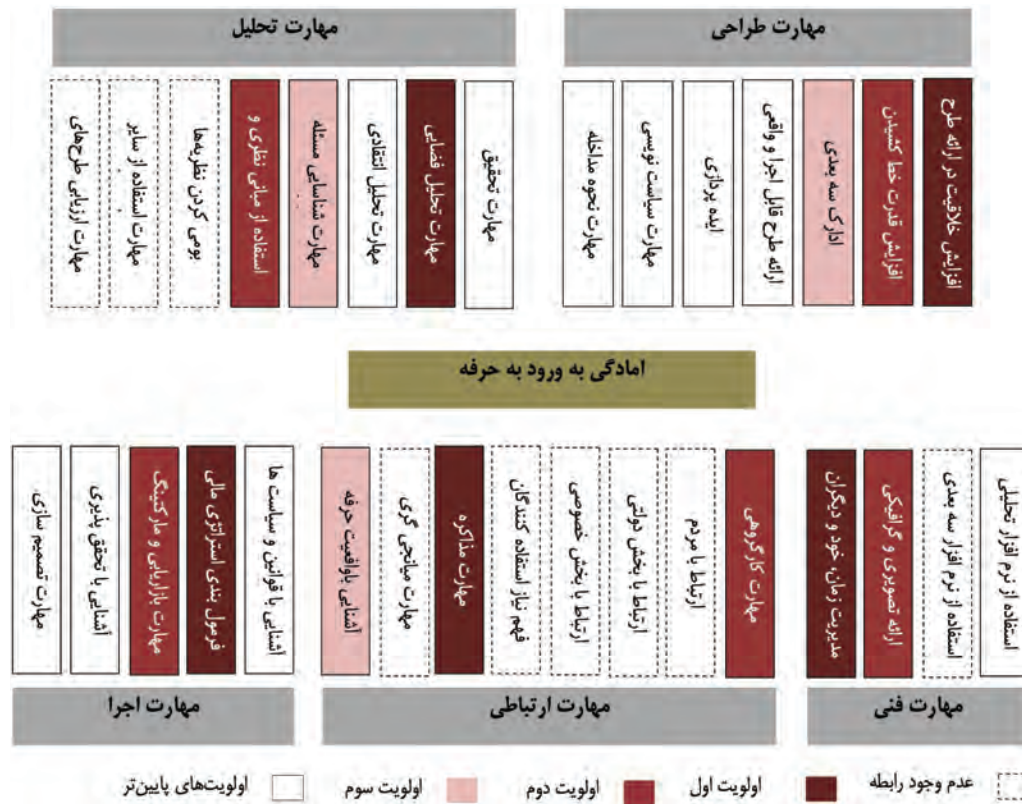 مهارت طراحی
افزایش خلاقیت در ارائه طرح
افزایش قدرت خط کشیدن
ادارک سه بعدی
ارائه طرح قابل اجرا و واقعی
ایده پردازی
مهارت سیاست نویسی
مهارت نحوه مداخله
مهارت تحلیل
مهارت تحقیق
مهارت تحلیل فضایی
مهارت تحلیل انتقادی
مهارت شناسایی مسئله
استفاده از مبانی نظری و
بومی کردن نظریه‌ها
مهارت استفاده از سایر
مهارت ارزیابی طرح‌های
امادگی به ورود به حرفه
استفاده از نرم افزار تحلیلی
استفاده از نرم افزار سه بعدی
ارائه تصویری و گرافیکی
مدیریت زمان، خود و دیگران
مهارت فنی
مهارت کارگروهی
ارتباط با مردم
ارتباط با بخش دولتی
ارتباط با بخش خصوصی
فهم نیاز استفاده کنندگان
مهارت مذاکره
مهارت میانجی گری
آشنایی باواقعیت حرفه
مهارت ارتباطی
آشنایی با قوانین و سیاست ها
فرمول بندی استراتژی مالی
مهارت بازاریابی و مارکتینگ
آشنایی با تحقق پذیری
مهارت تصمیم سازی
مهارت اجرا
عدم وجود رابطه
اولویت اول
اولویت دوم
اولویت سوم
اولویت‌های پایین‌تر